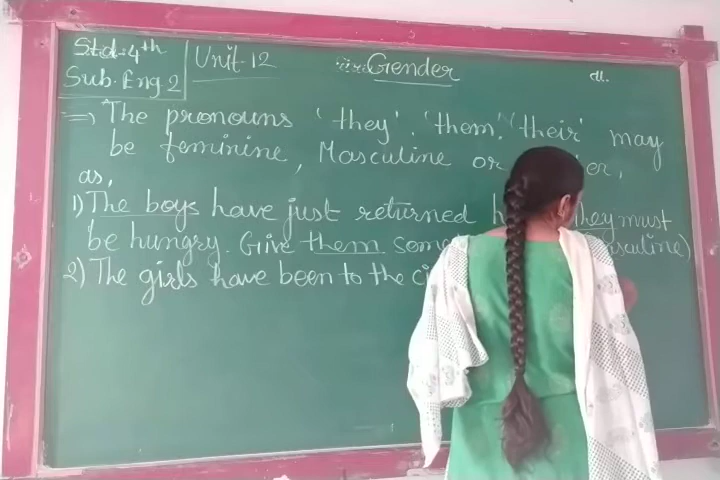 Std:4th
Unit-12
Gender
dt.
Sub. Eng 2
=> The pronouns 'they'. 'them.' 'their' may
be feminine, Masculine or
as,
1) The boys have just returned They must
be hungry. Give them some
2) The girls have been to the